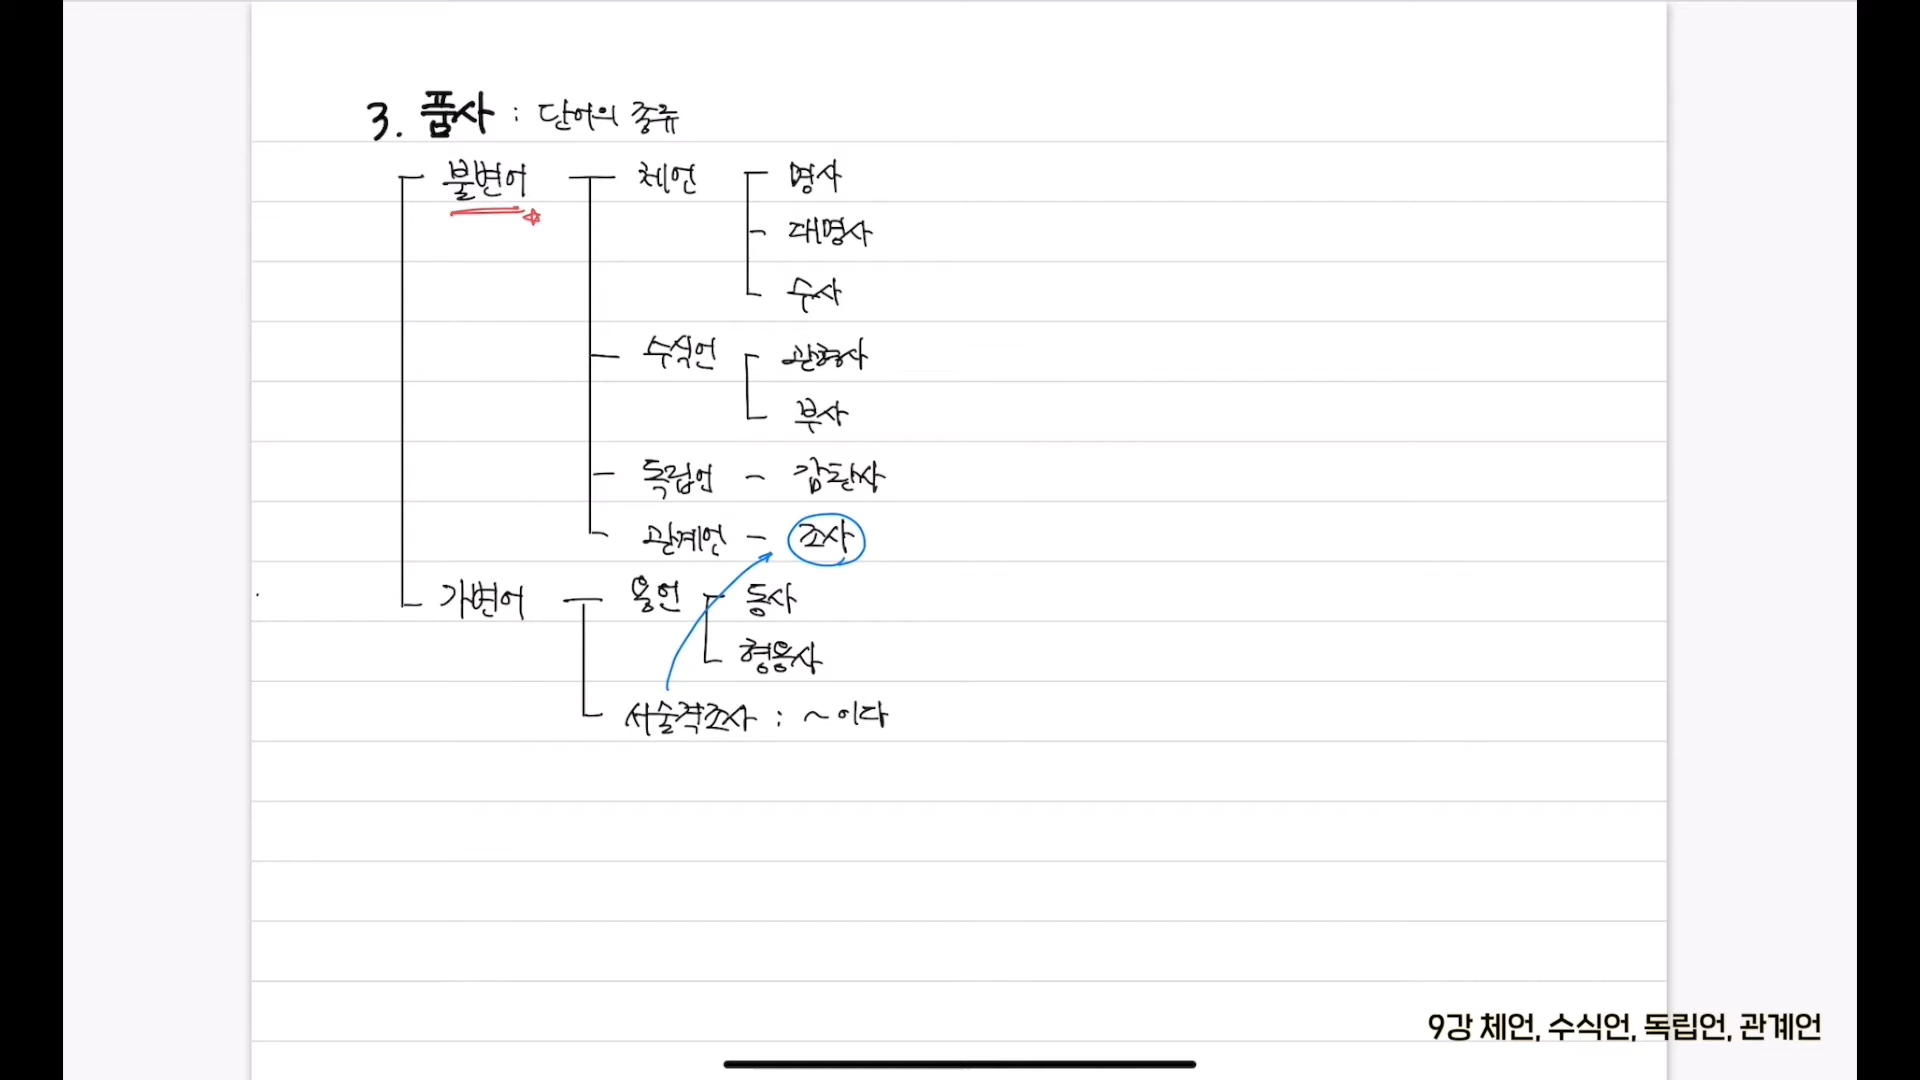 3. 품사 : 단어의 종류
불변어 체언 명사
대명사
수사
수식언 관형사
부사
독립언 - 감탄사
관계언 - 조사
가변어 용언 동사
형용사
서술격조사 : ~이다
9강 체언, 수식언, 독립언, 관계언